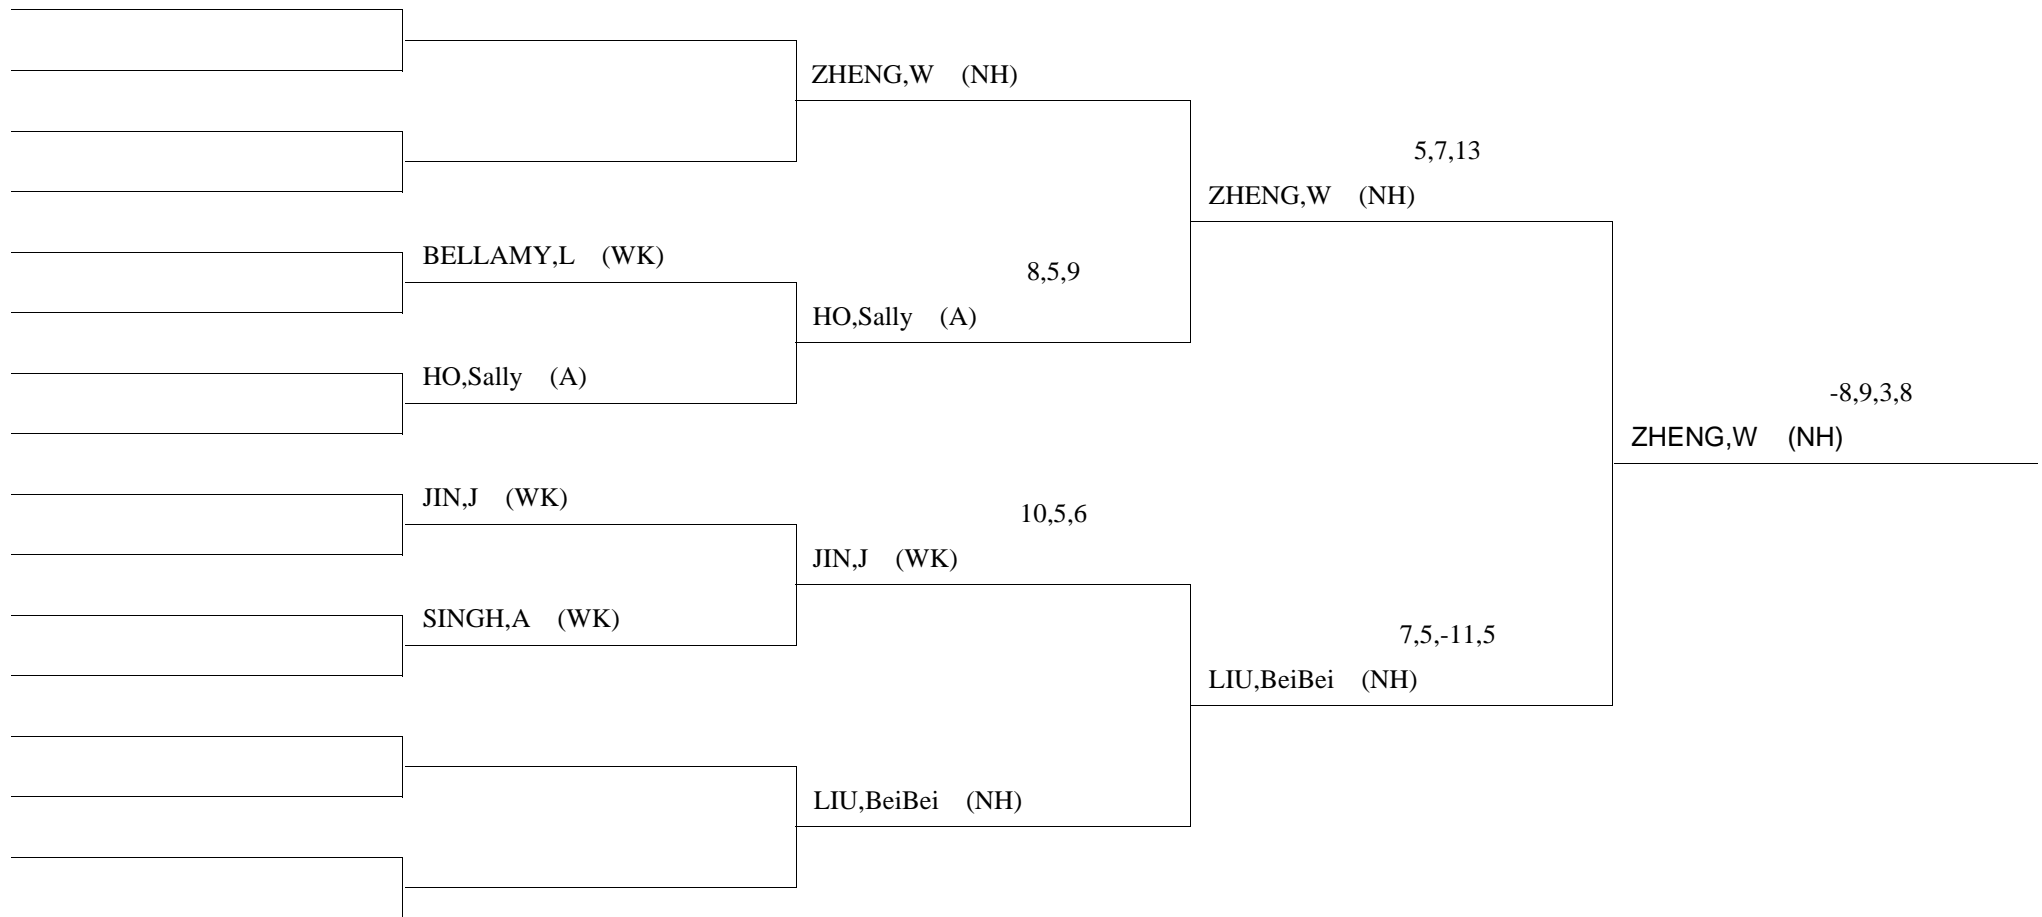 ZHENG,W (NH)
5,7,13
ZHENG,W (NH)
BELLAMY,L (WK)
8,5,9
HO,Sally (A)
HO,Sally (A)
-8,9,3,8
ZHENG,W (NH)
JIN,J (WK)
10,5,6
JIN,J (WK)
SINGH,A (WK)
7,5,-11,5
LIU,BeiBei (NH)
LIU,BeiBei (NH)